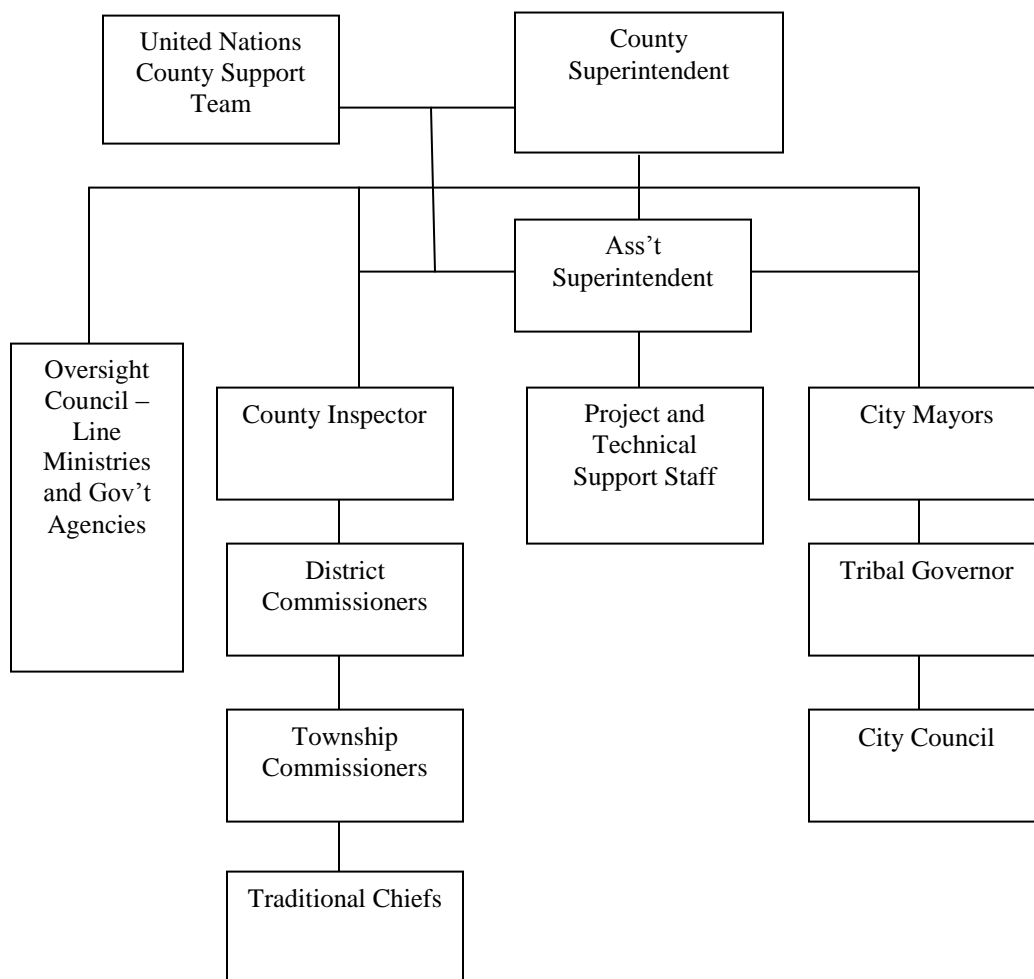 United Nations
County Support
Team
County
Superintendent
Ass’t
Superintendent
Oversight
Council –
Line
Ministries
and Gov’t
Agencies
County Inspector
Project and
Technical
Support Staff
City Mayors
District
Commissioners
Tribal Governor
Township
Commissioners
City Council
Traditional Chiefs